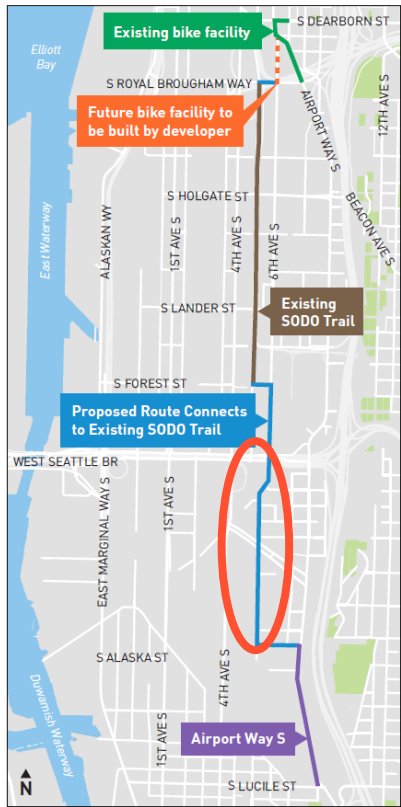 S DEARBORN ST
Existing bike facility
Elliott
Bay
S ROYAL BROUGHAM WAY
Future bike facility to
be built by developer
AIRPORT WAY S
12TH AVE S
S HOLGATE ST
BEACON AVE S
East Waterway
ALASKAN WY
1ST AVE S
4TH AVE S
6TH AVE S
S LANDER ST
Existing
SODO Trail
S FOREST ST
Proposed Route Connects
to Existing SODO Trail
WEST SEATTLE BR
EAST MARGINAL WAY S
1ST AVE S
S ALASKA ST
4TH AVE S
Duwamish Waterway
1ST AVE S
Airport Way S
N
S LUCILE ST